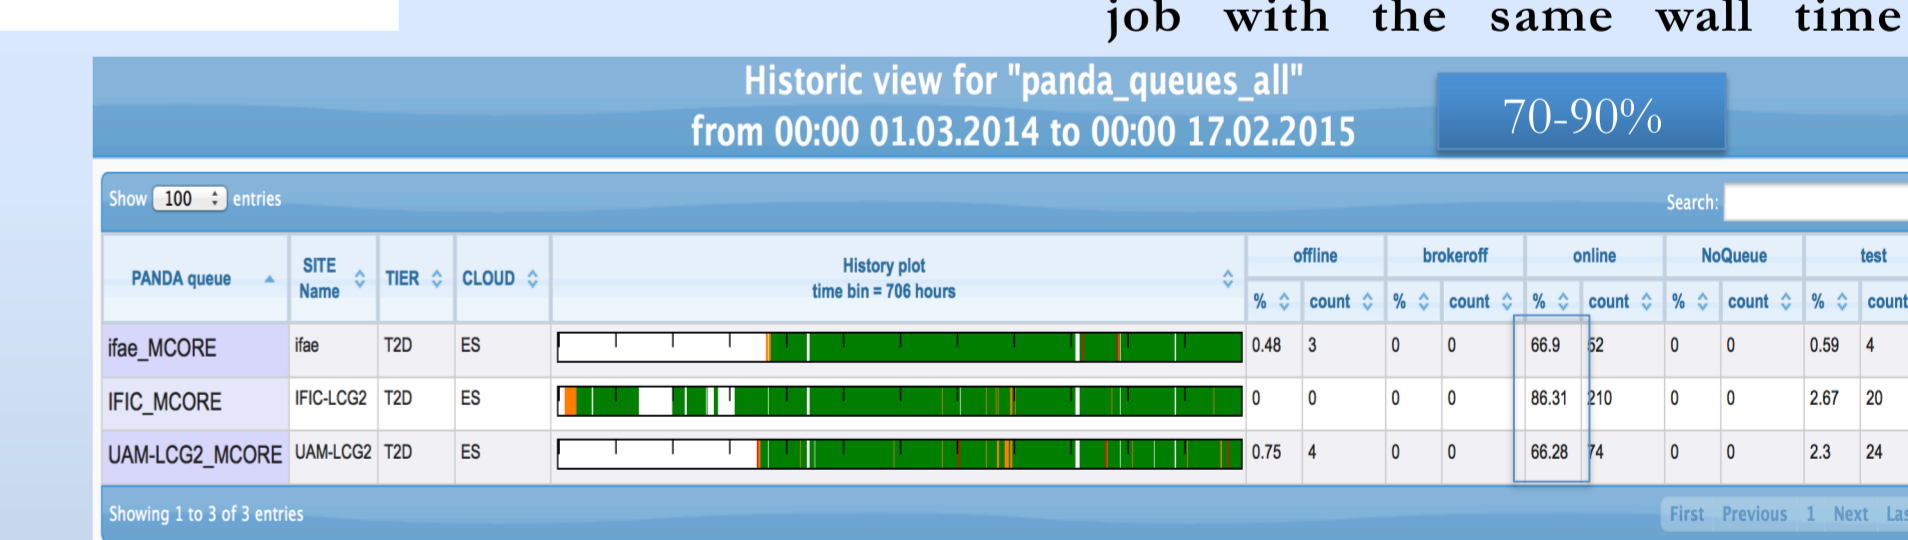 job with the same wall time
Historic view for "panda_queues_all"
from 00:00 01.03.2014 to 00:00 17.02.2015
70-90%
Show 100 entries
Search:
PANDA queue SITE Name TIER CLOUD History plot time bin = 706 hours offline brokeroff online NoQueue test
% count % count % count % count % count
ifae_MCORE ifae T2D ES 0.48 3 0 0 66.9 52 0 0 0.59 4
IFIC_MCORE IFIC-LCG2 T2D ES 0 0 0 0 86.31 210 0 0 2.67 20
UAM-LCG2_MCORE UAM-LCG2 T2D ES 0.75 4 0 0 66.28 74 0 0 2.3 24
Showing 1 to 3 of 3 entries
First Previous 1 Next